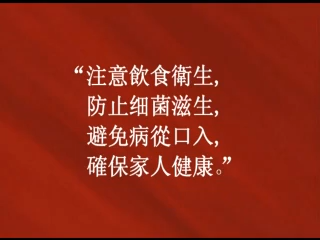 “注意飲食衛生,
防止细菌滋生,
避免病從口入,
確保家人健康。”